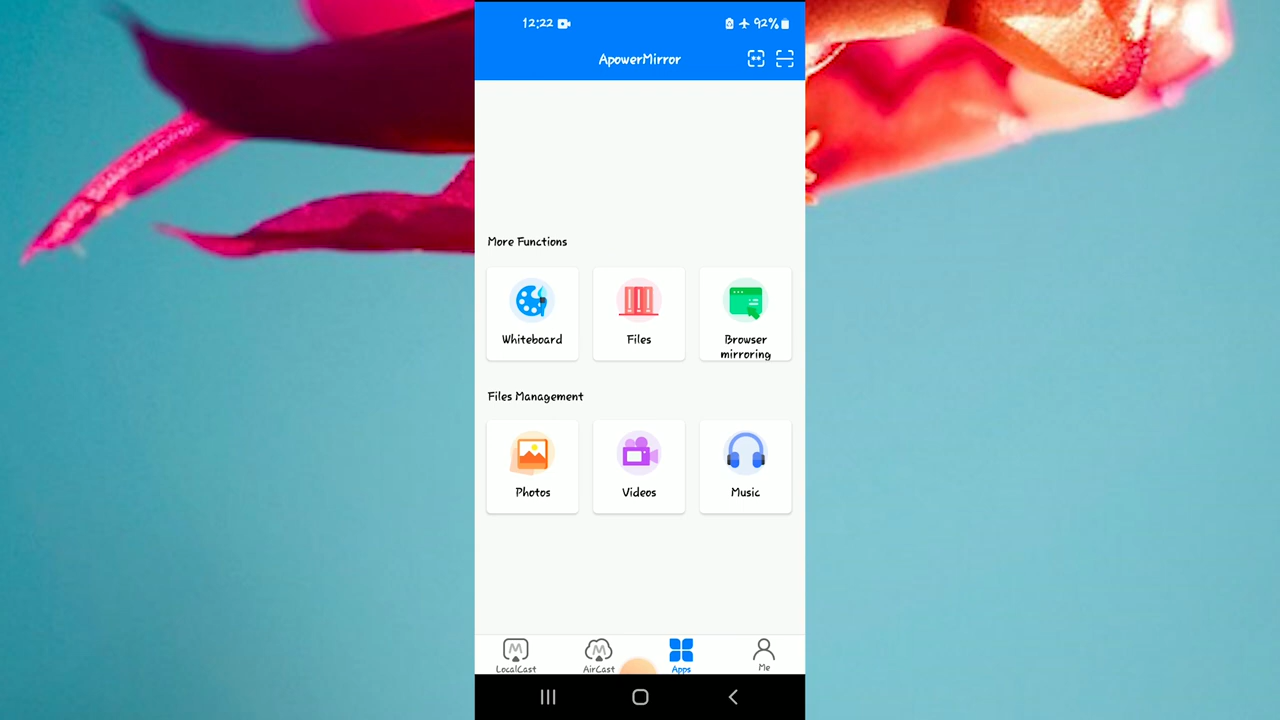 12:22 92%
ApowerMirror
More Functions
Whiteboard Files Browser mirroring
Files Management
Photos Videos Music
LocalCast AirCast Apps Me